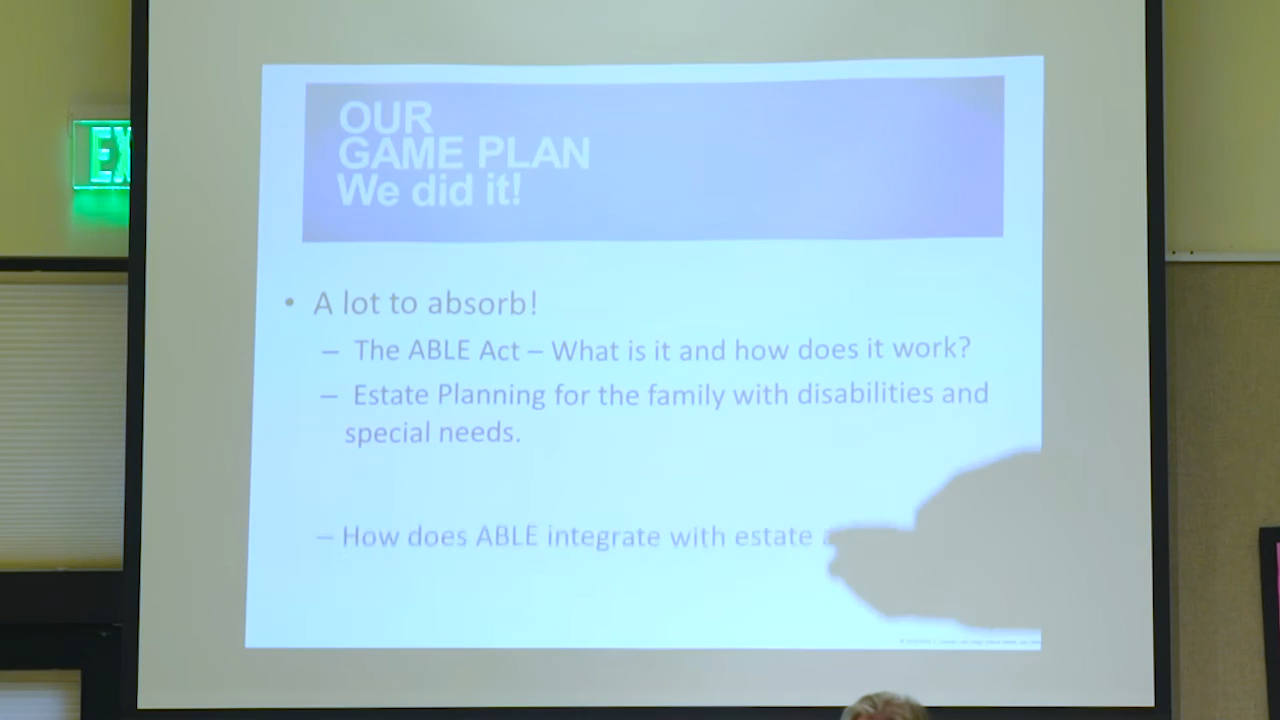 EX
OUR
GAME PLAN
We did it!
• A lot to absorb!
– The ABLE Act – What is it and how does it work?
– Estate Planning for the family with disabilities and
special needs.
– How does ABLE integrate with estate